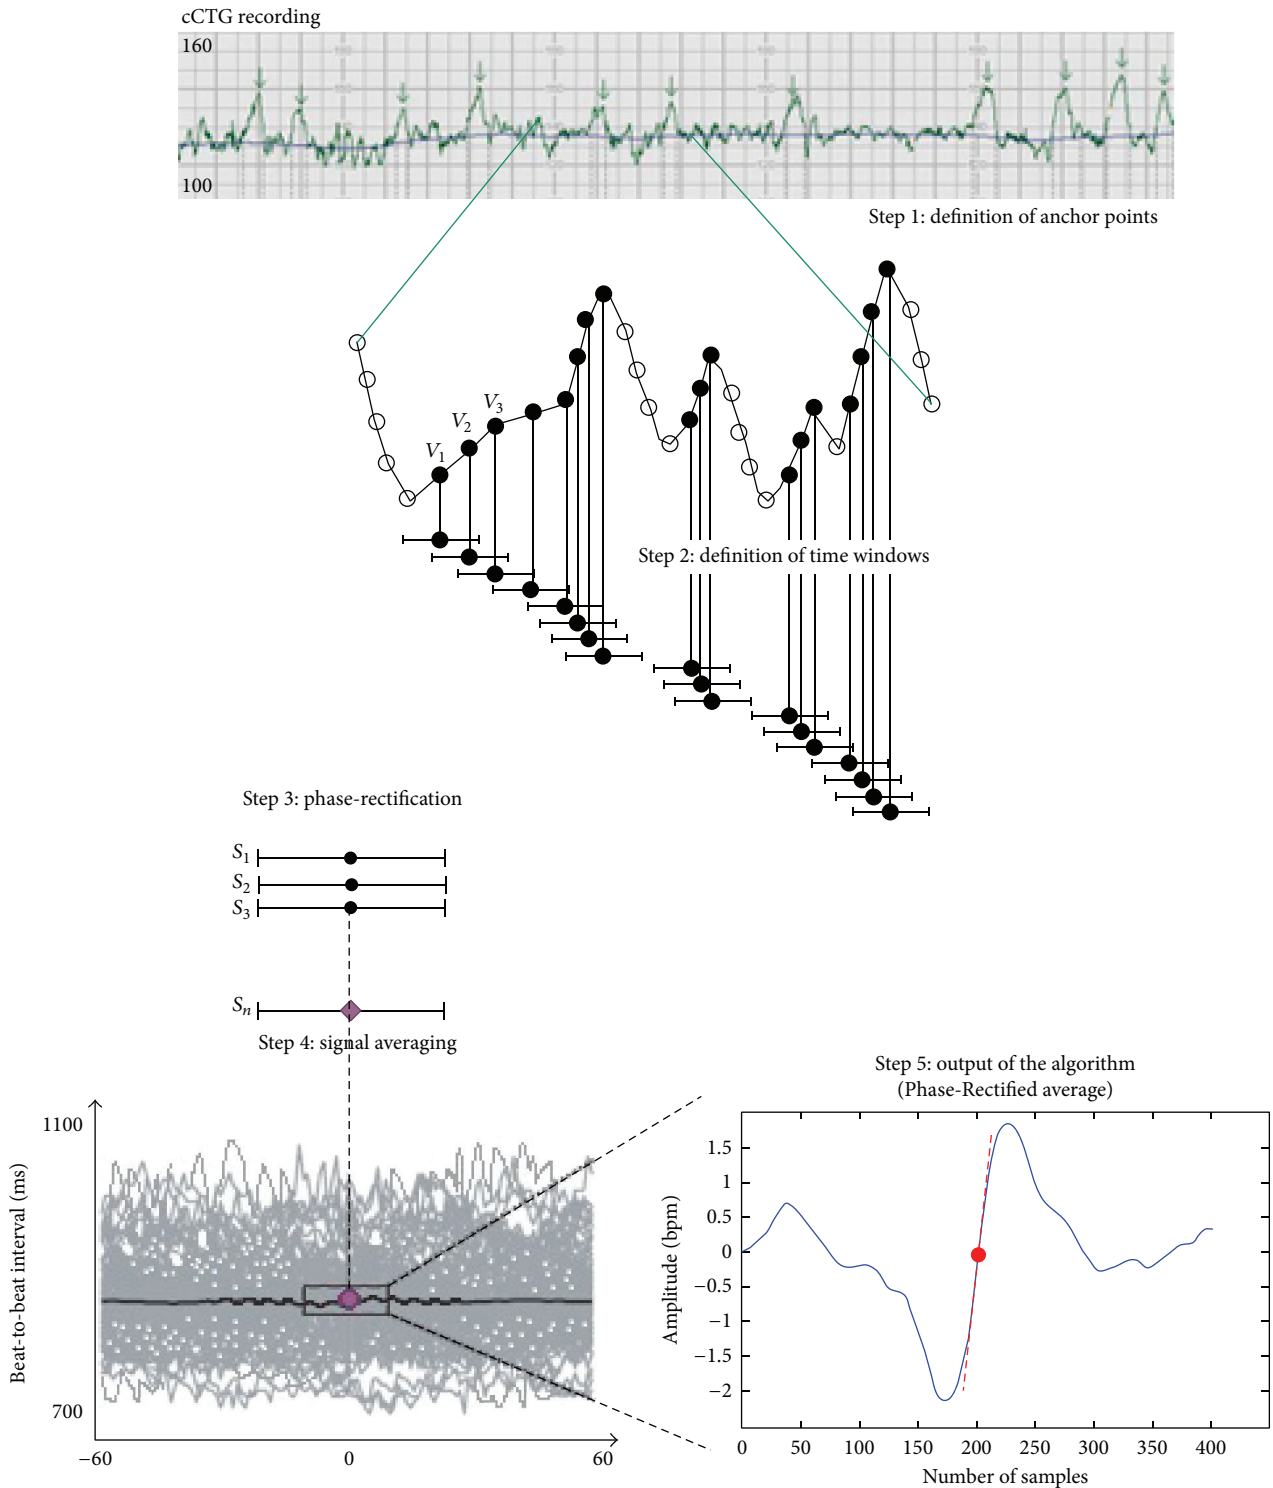 cCTG recording
160
100
Step 1: definition of anchor points
V1
V2
V3
Step 2: definition of time windows
Step 3: phase-rectification
S1
S2
S3
Sn
Step 4: signal averaging
1100
700
Beat-to-beat interval (ms)
−60
0
60
Step 5: output of the algorithm
(Phase-Rectified average)
1.5
1
0.5
0
−0.5
−1
−1.5
−2
Amplitude (bpm)
0
50
100
150
200
250
300
350
400
Number of samples